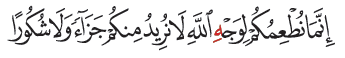 إِنَّمَا نُطْعِمُكُمْ لِوَجْهِ ٱللَّهِ لَا نُرِيدُ مِنكُمْ جَزَآءً وَلَا شُكُورًا